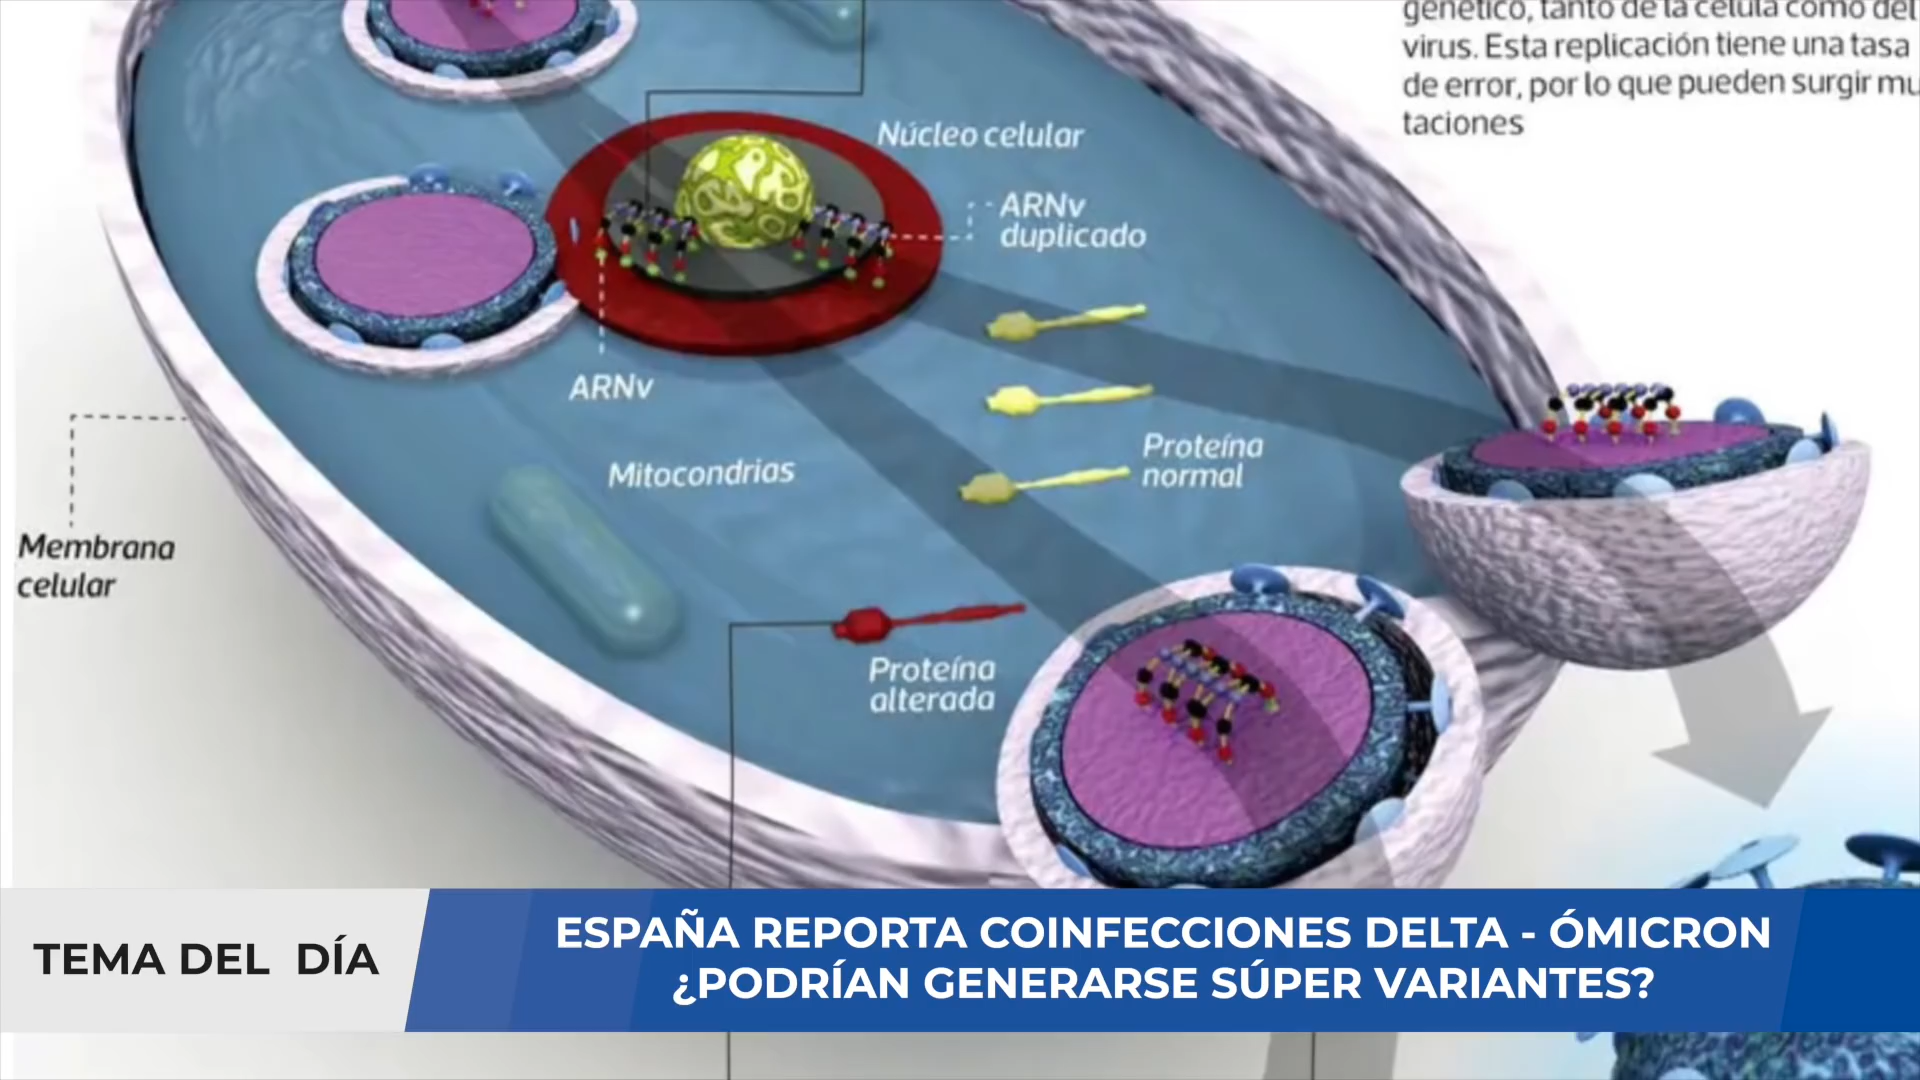 genético, tanto de la célula como del
virus. Esta replicación tiene una tasa
de error, por lo que pueden surgir mu
taciones
Núcleo celular
ARNv
duplicado
ARNv
Mitocondrias
Proteína
normal
Membrana
celular
Proteína
alterada
TEMA DEL DÍA
ESPAÑA REPORTA COINFECCIONES DELTA - ÓMICRON
¿PODRÍAN GENERARSE SÚPER VARIANTES?